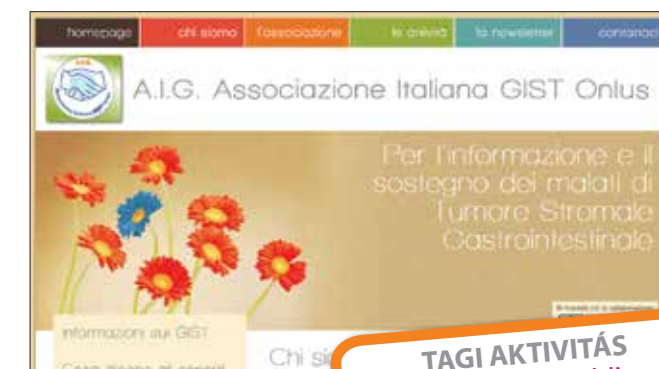 homepage chi siamo l'associazione le attività la newsletter contattaci
A.I.G. Associazione Italiana GIST Onlus
Per l'informazione e il
sostegno dei malati di
Tumore Stromale
Gastrointestinale
informazioni sui GIST
Chi
TAGI AKTIVITÁS